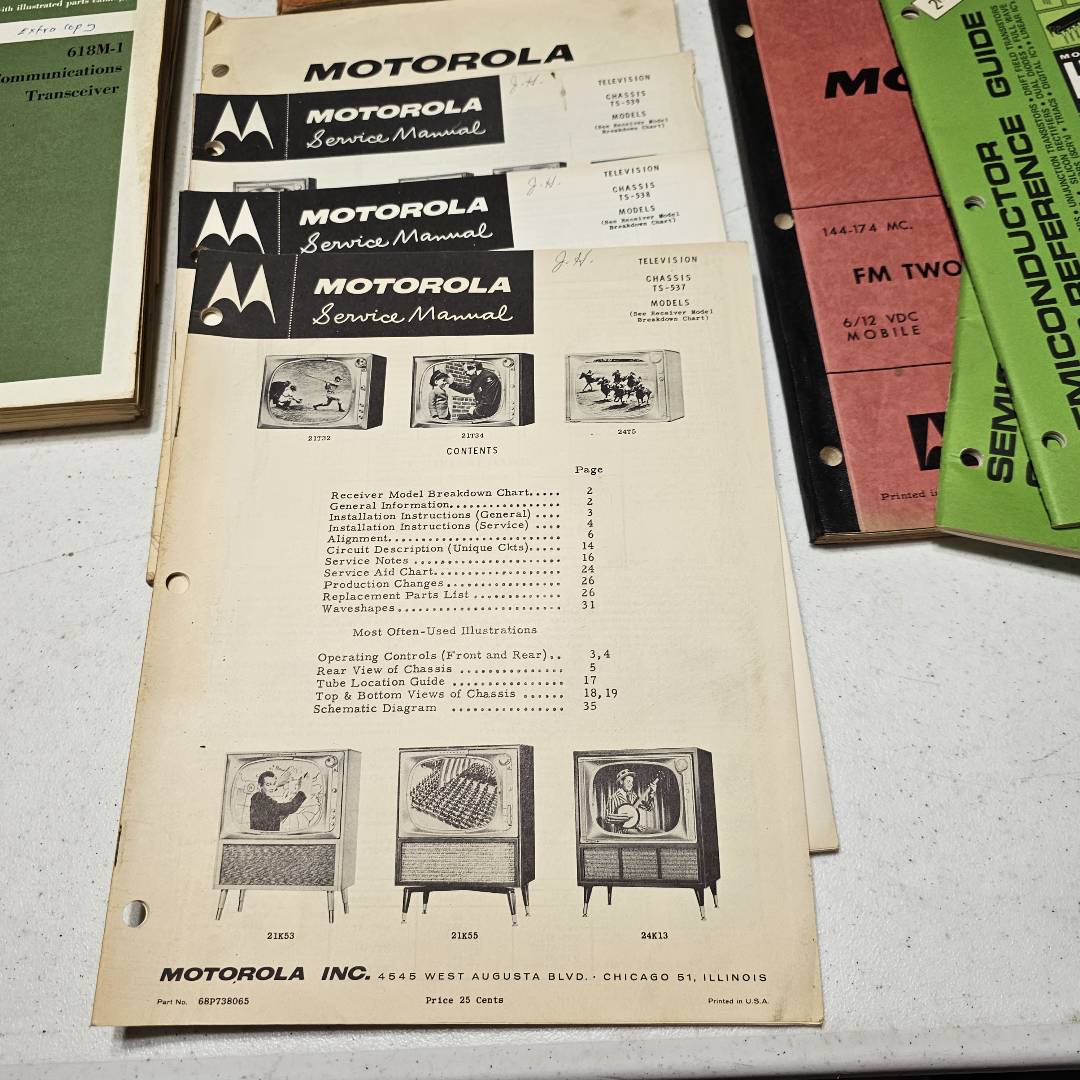 with illustrated parts
Extra Copy
618M-1
Communications
Transceiver
MOTOROLA
MOTOROLA
Service Manual
J.H.
TELEVISION
CHASSIS
TS-539
MODELS
(See Receiver Model
Breakdown Chart)
MOTOROLA
Service Manual
J.H.
TELEVISION
CHASSIS
TS-538
MODELS
(See Receiver Model
Breakdown Chart)
MOTOROLA
Service Manual
J.H.
TELEVISION
CHASSIS
TS-537
MODELS
(See Receiver Model
Breakdown Chart)
21T32
21T34
24T5
CONTENTS
Page
Receiver Model Breakdown Chart..... 2
General Information................. 2
Installation Instructions (General) .... 3
Installation Instructions (Service) .... 4
Alignment.......................... 6
Circuit Description (Unique Ckts)..... 14
Service Notes ...................... 16
Service Aid Chart................... 24
Production Changes ................. 26
Replacement Parts List ............. 26
Waveshapes ........................ 31
Most Often-Used Illustrations
Operating Controls (Front and Rear).. 3,4
Rear View of Chassis ............... 5
Tube Location Guide ................ 17
Top & Bottom Views of Chassis ...... 18,19
Schematic Diagram ................ 35
21K53
21K55
24K13
MOTOROLA INC. 4545 WEST AUGUSTA BLVD. · CHICAGO 51, ILLINOIS
Part No. 68P738065
Price 25 Cents
Printed in U.S.A.
144-174 MC.
FM TWO
6/12 VDC
MOBILE
Printed
SEMICONDUCTOR GUIDE
REFERENCE